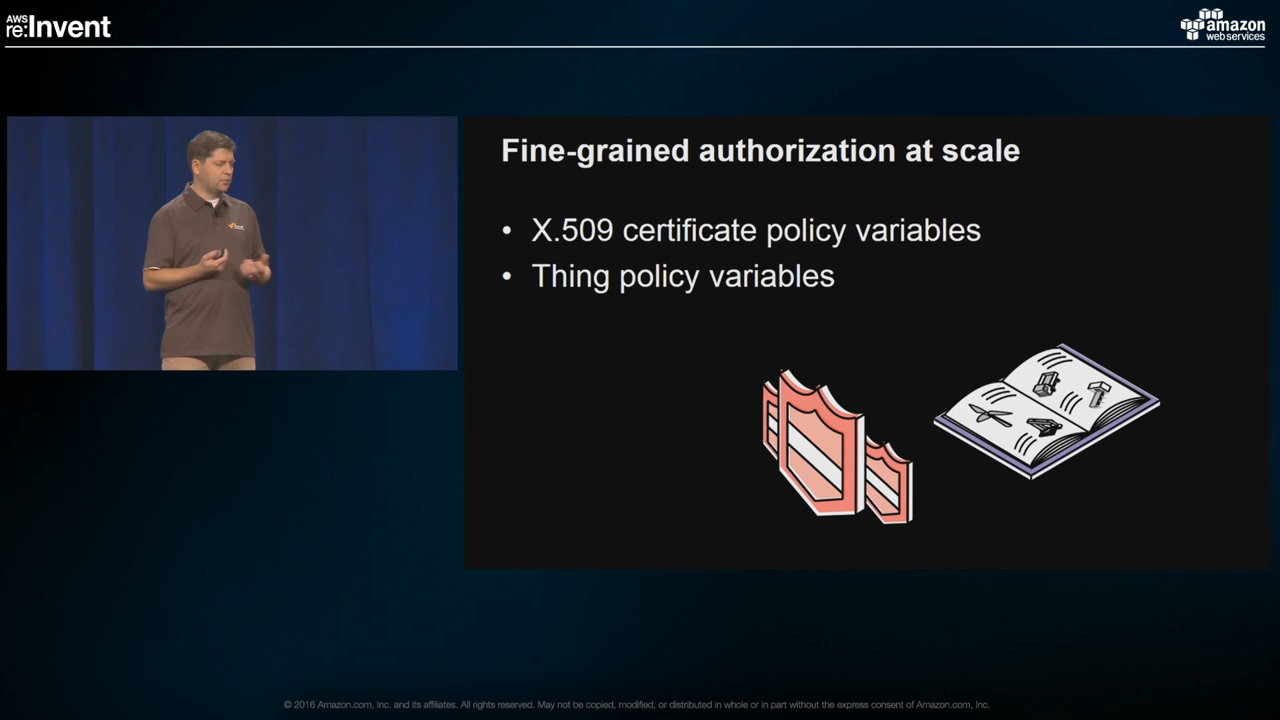 AWS
re:Invent
amazon
web services
Fine-grained authorization at scale
• X.509 certificate policy variables
• Thing policy variables
© 2016 Amazon.com, Inc. and its affiliates. All rights reserved. May not be copied, modified, or distributed in whole or in part without the express consent of Amazon.com, Inc.